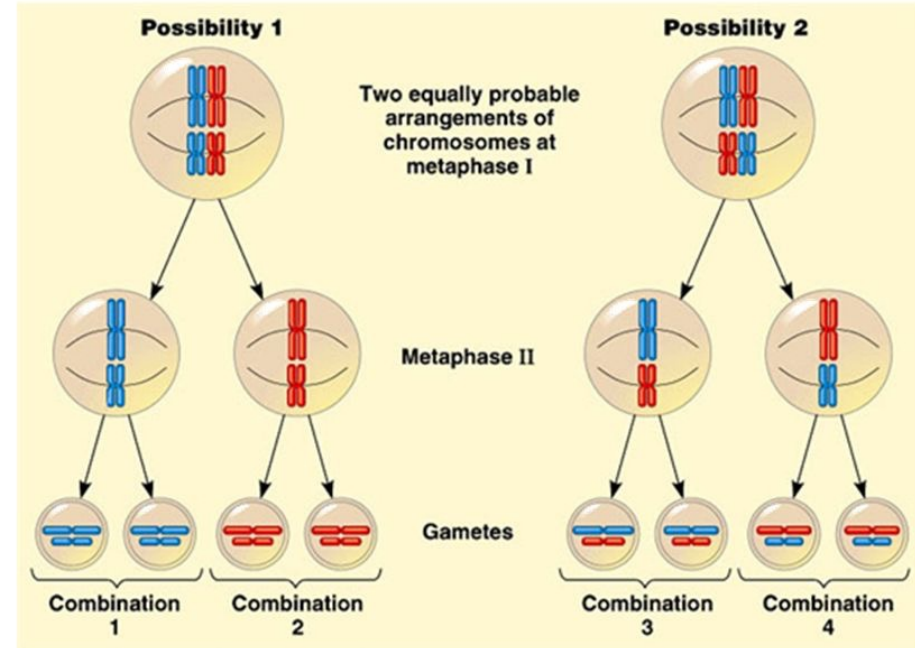 Possibility 1
Possibility 2
Two equally probable
arrangements of
chromosomes at
metaphase I
Metaphase II
Gametes
Combination
1
Combination
2
Combination
3
Combination
4